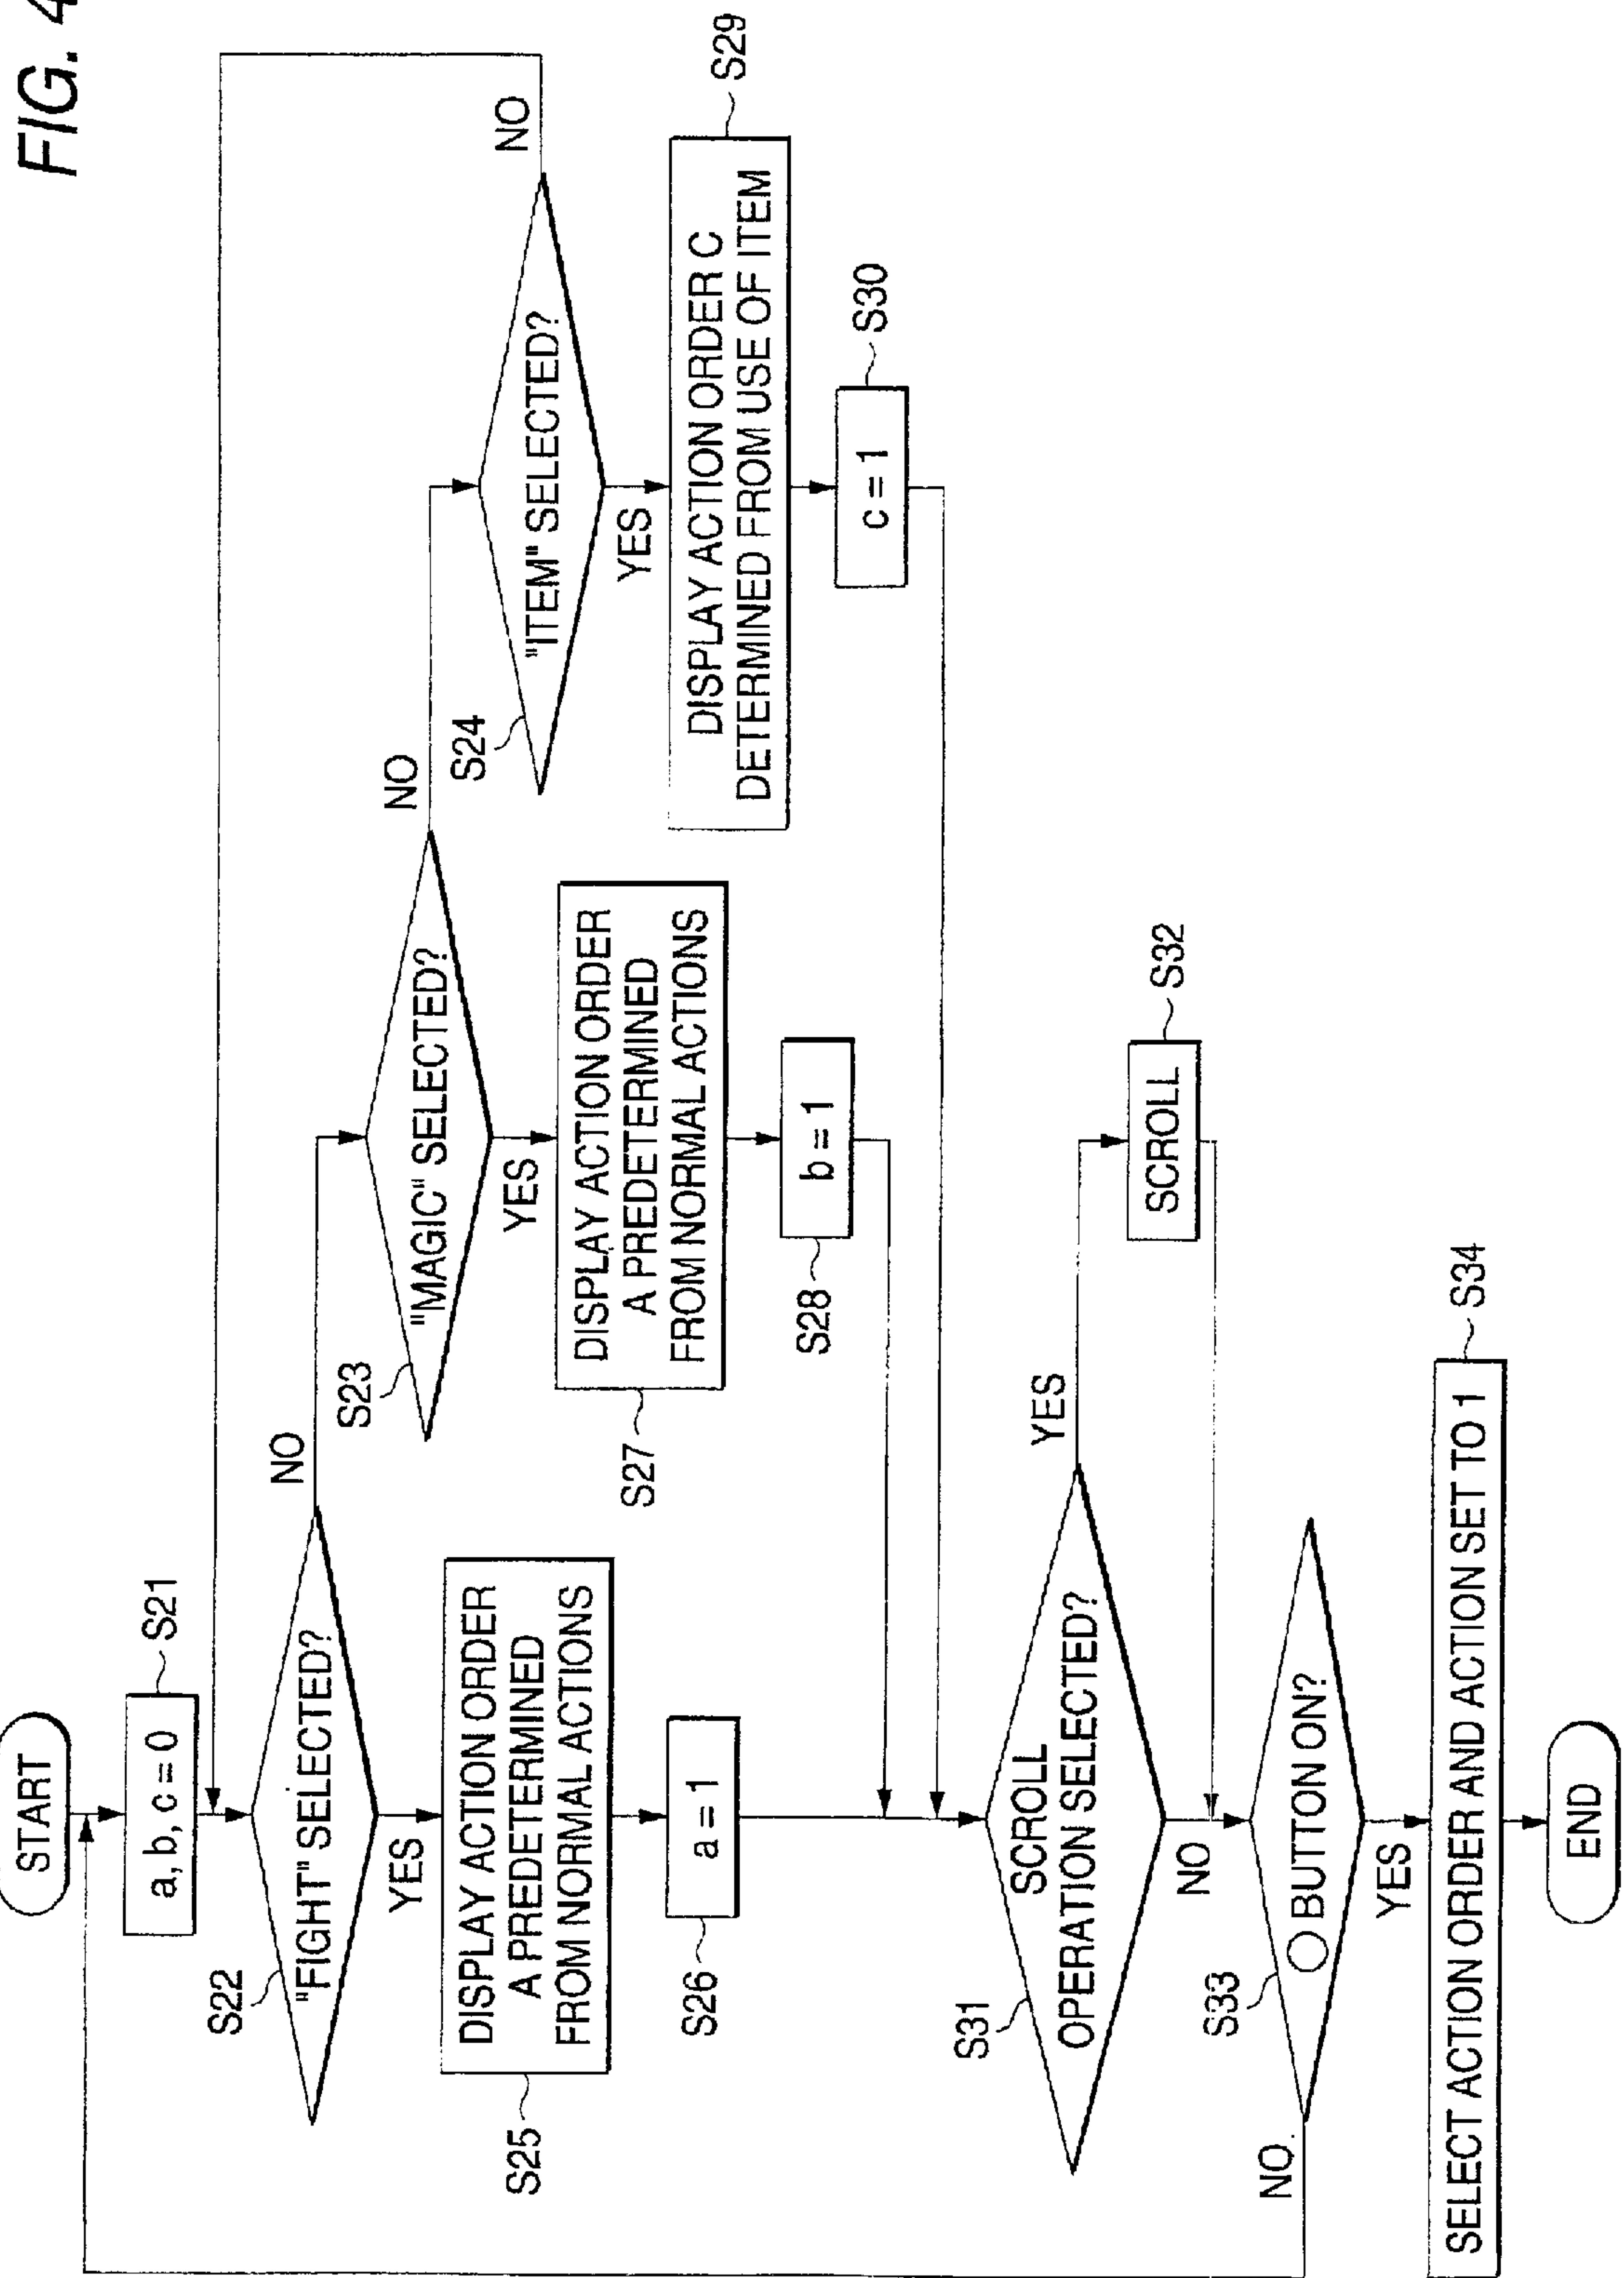 FIG. 4
START
a, b, c = 0
S21
"FIGHT" SELECTED?
S22
NO
YES
"MAGIC" SELECTED?
S23
NO
YES
"ITEM" SELECTED?
S24
NO
YES
DISPLAY ACTION ORDER
A PREDETERMINED
FROM NORMAL ACTIONS
S25
a = 1
S26
DISPLAY ACTION ORDER
A PREDETERMINED
FROM NORMAL ACTIONS
S27
b = 1
S28
DISPLAY ACTION ORDER C
DETERMINED FROM USE OF ITEM
S29
c = 1
S30
SCROLL
OPERATION SELECTED?
S31
YES
NO
SCROLL
S32
○ BUTTON ON?
S33
NO
YES
SELECT ACTION ORDER AND ACTION SET TO 1
S34
END